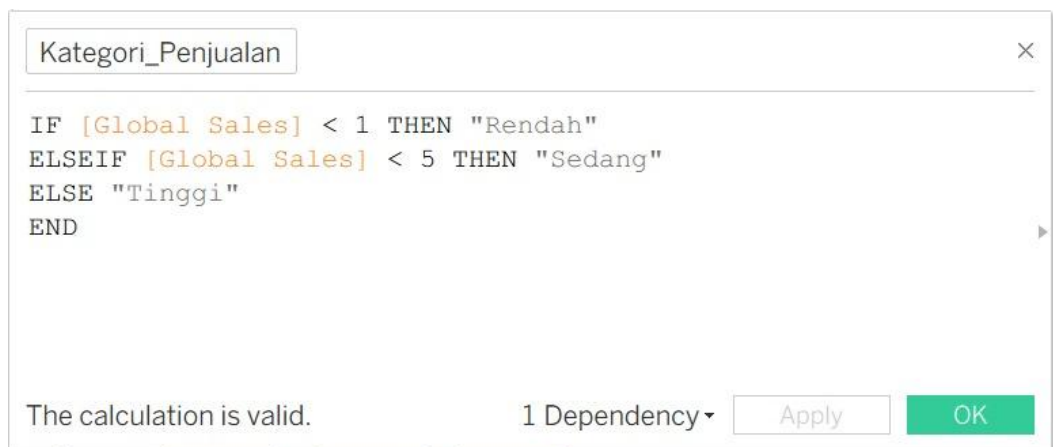 Kategori_Penjualan
IF [Global Sales] < 1 THEN "Rendah"
ELSEIF [Global Sales] < 5 THEN "Sedang"
ELSE "Tinggi"
END
The calculation is valid. 1 Dependency Apply OK